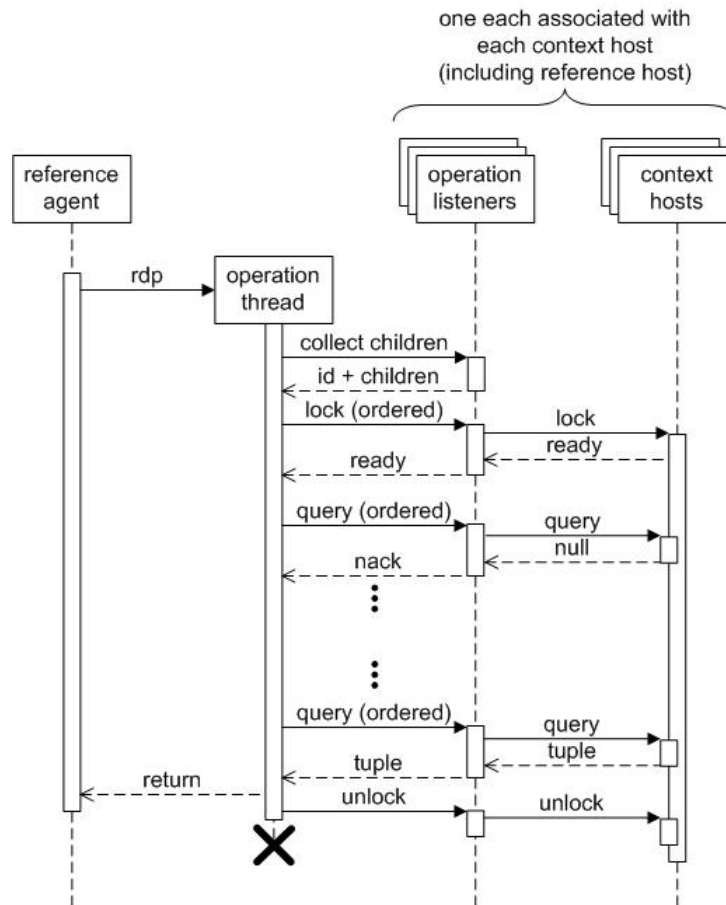 one each associated with
each context host
(including reference host)
reference
agent
operation
listeners
context
hosts
rdp
operation
thread
collect children
id + children
lock (ordered)
lock
ready
ready
query (ordered)
query
null
nack
query (ordered)
query
tuple
tuple
return
unlock
unlock